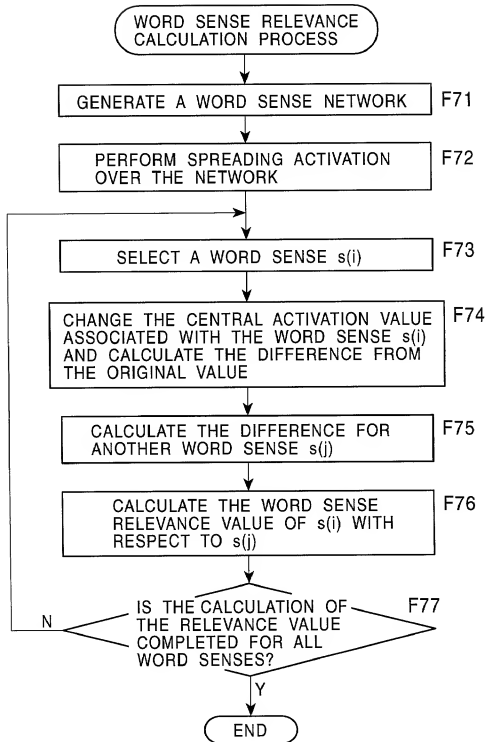 WORD SENSE RELEVANCE
CALCULATION PROCESS
GENERATE A WORD SENSE NETWORK
F71
PERFORM SPREADING ACTIVATION
OVER THE NETWORK
F72
SELECT A WORD SENSE s(i)
F73
CHANGE THE CENTRAL ACTIVATION VALUE
ASSOCIATED WITH THE WORD SENSE s(i)
AND CALCULATE THE DIFFERENCE FROM
THE ORIGINAL VALUE
F74
CALCULATE THE DIFFERENCE FOR
ANOTHER WORD SENSE s(j)
F75
CALCULATE THE WORD SENSE
RELEVANCE VALUE OF s(i) WITH
RESPECT TO s(j)
F76
IS THE CALCULATION OF
THE RELEVANCE VALUE
COMPLETED FOR ALL
WORD SENSES?
F77
N
Y
END